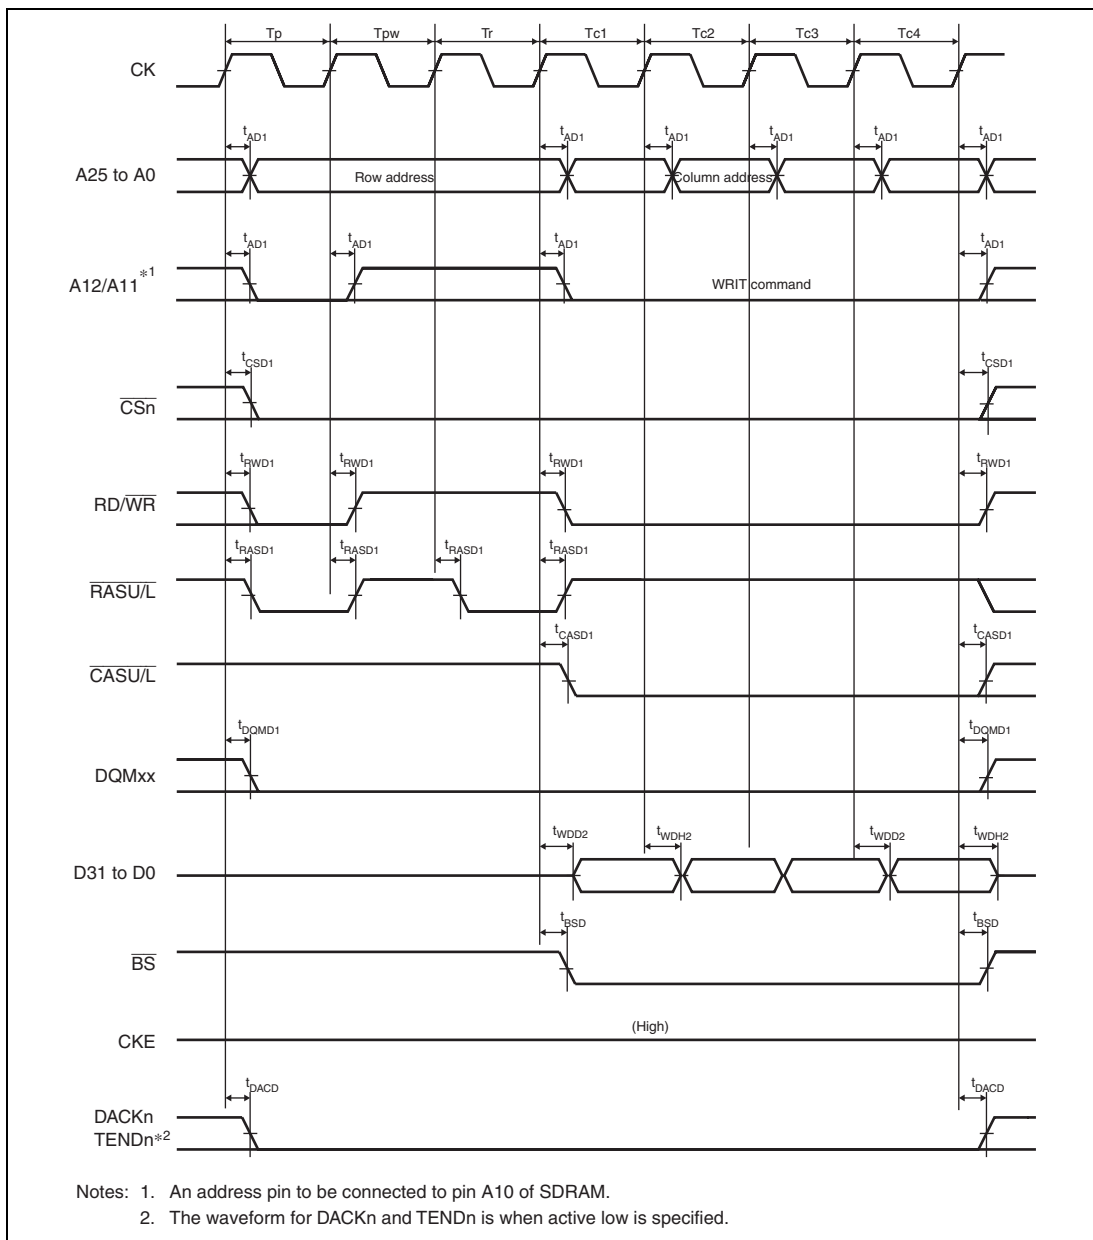 Tp Tpw Tr Tc1 Tc2 Tc3 Tc4
CK
tAD1 tAD1 tAD1 tAD1 tAD1 tAD1
A25 to A0 Row address Column address
tAD1 tAD1 tAD1 tAD1
A12/A11*1 WRIT command
tCSD1 tCSD1
CSn
tRWD1 tRWD1 tRWD1 tRWD1
RD/WR
tRASD1 tRASD1 tRASD1 tRASD1
RASU/L
tCASD1 tCASD1
CASU/L
tDQMD1 tDQMD1
DQMxx
tWDD2 tWDH2 tWDD2 tWDH2
D31 to D0
tBSD tBSD
BS
(High)
CKE
tDACD tDACD
DACKn
TENDn*2
Notes: 1. An address pin to be connected to pin A10 of SDRAM.
2. The waveform for DACKn and TENDn is when active low is specified.